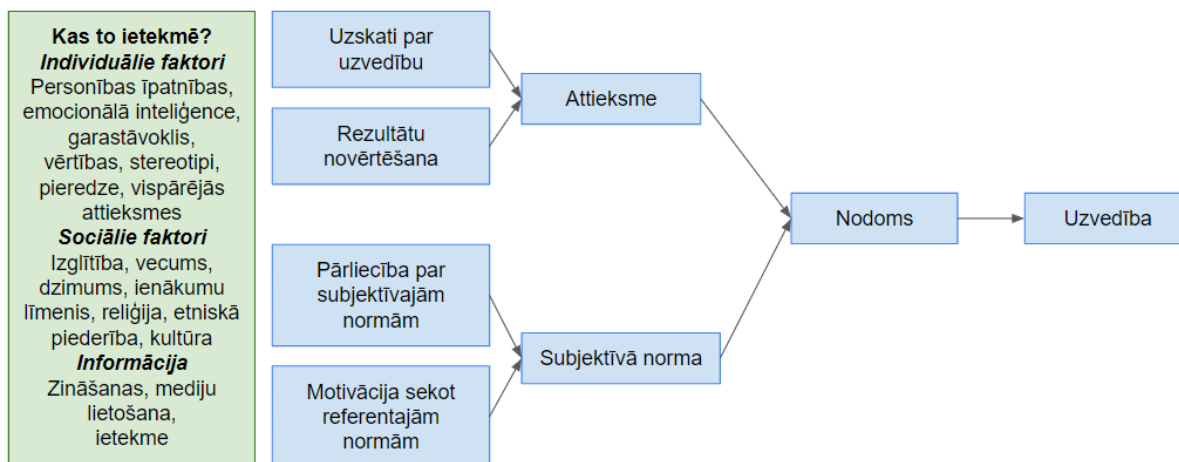 Kas to ietekmē?
Individuālie faktori
Personības īpatnības,
emocionālā inteliģence,
garastāvoklis,
vērtības, stereotipi,
pieredze, vispārējās
attieksmes
Sociālie faktori
Izglītība, vecums,
dzimums, ienākumu
līmenis, reliģija, etniskā
piederība, kultūra
Informācija
Zināšanas, mediju
lietošana,
ietekme
Uzskati par
uzvedību
Rezultātu
novērtēšana
Attieksme
Pārliecība par
subjektīvajām
normām
Motivācija sekot
referentajām
normām
Subjektīvā norma
Nodoms
Uzvedība